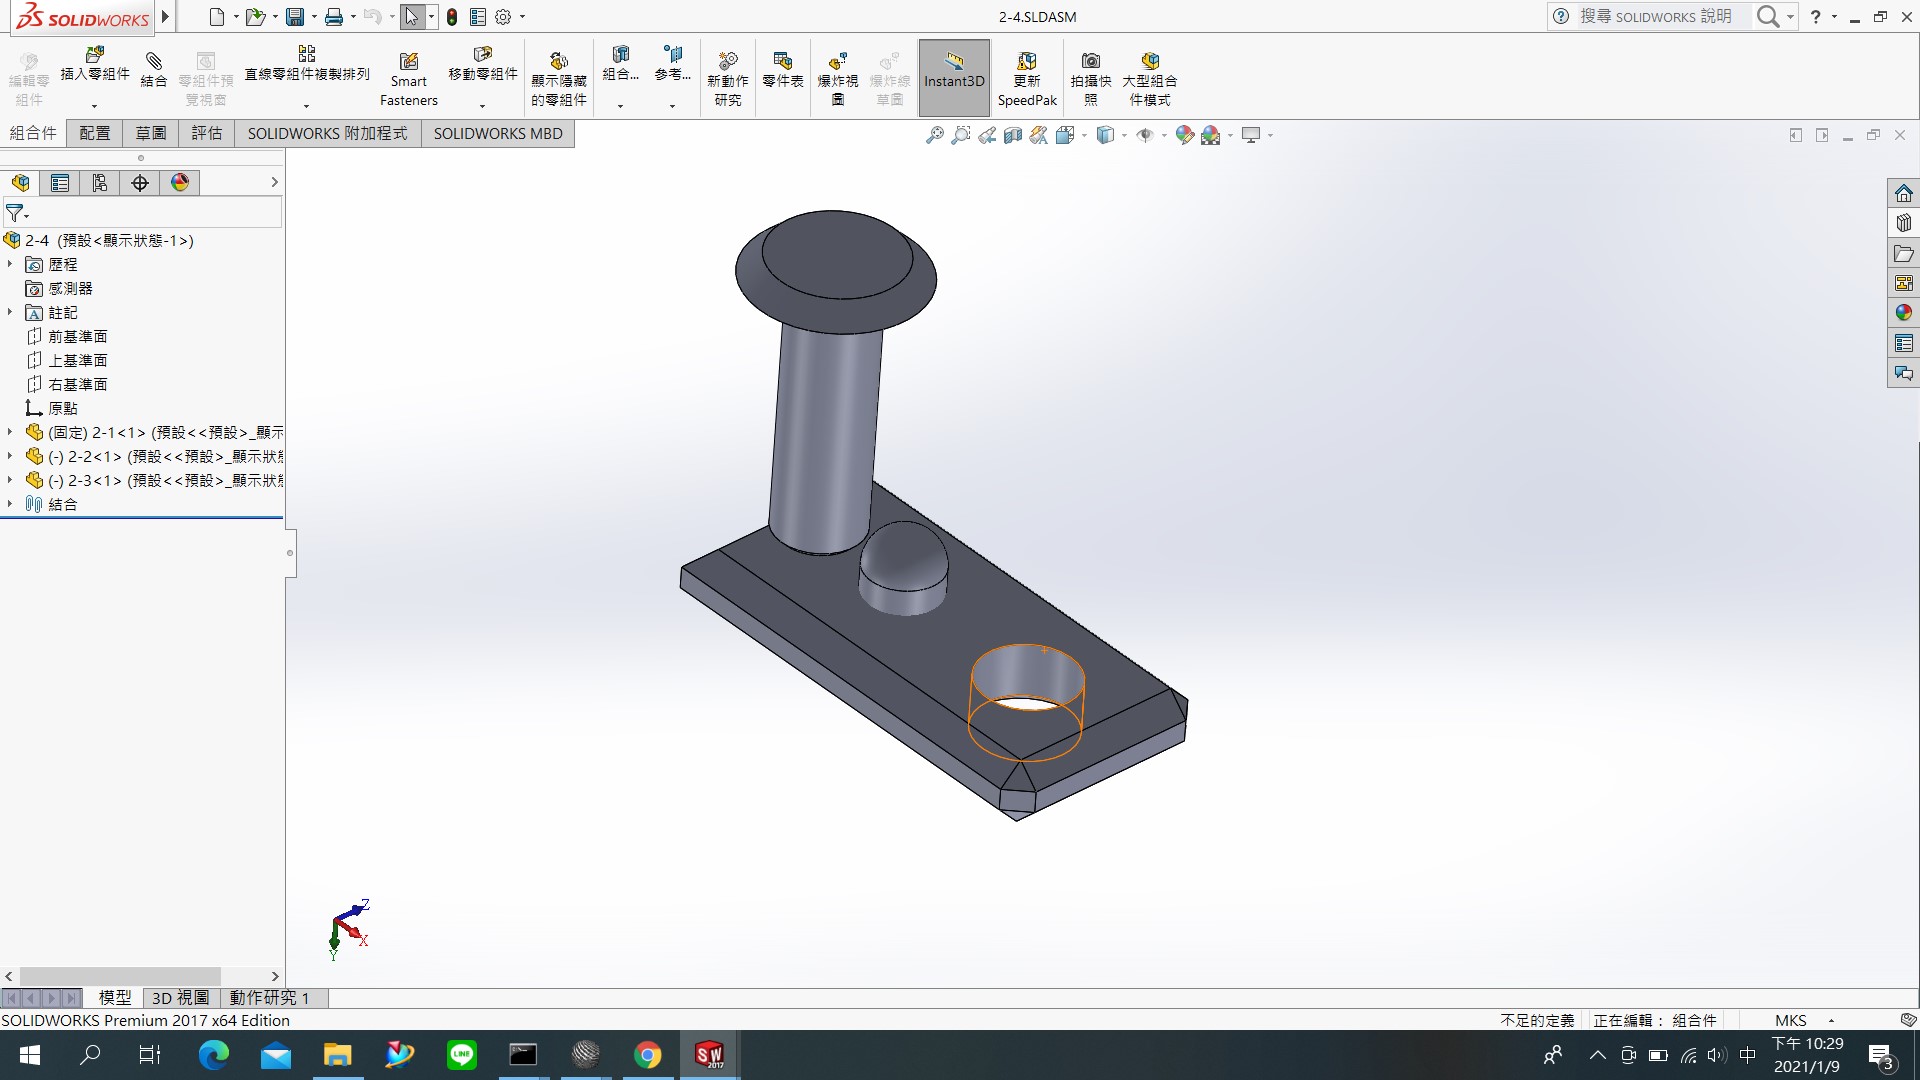 SOLIDWORKS
2-4.SLDASM
搜尋 SOLIDWORKS 說明
?
編輯零組件
插入零組件
結合
零組件預覽視窗
直線零組件複製排列
Smart Fasteners
移動零組件
顯示隱藏的零組件
組合...
參考...
新動作研究
零件表
爆炸視圖
爆炸線草圖
Instant3D
更新 SpeedPak
拍攝快照
大型組合件模式
組合件
配置
草圖
評估
SOLIDWORKS 附加程式
SOLIDWORKS MBD
2-4 (預設<顯示狀態-1>)
歷程
感測器
註記
前基準面
上基準面
右基準面
原點
(固定) 2-1<1> (預設<<預設>_顯示
(-) 2-2<1> (預設<<預設>_顯示狀
(-) 2-3<1> (預設<<預設>_顯示狀
結合
Z
X
Y
模型
3D 視圖
動作研究 1
SOLIDWORKS Premium 2017 x64 Edition
不足的定義
正在編輯： 組合件
MKS
LINE
SW
2017
中
下午 10:29
2021/1/9
3